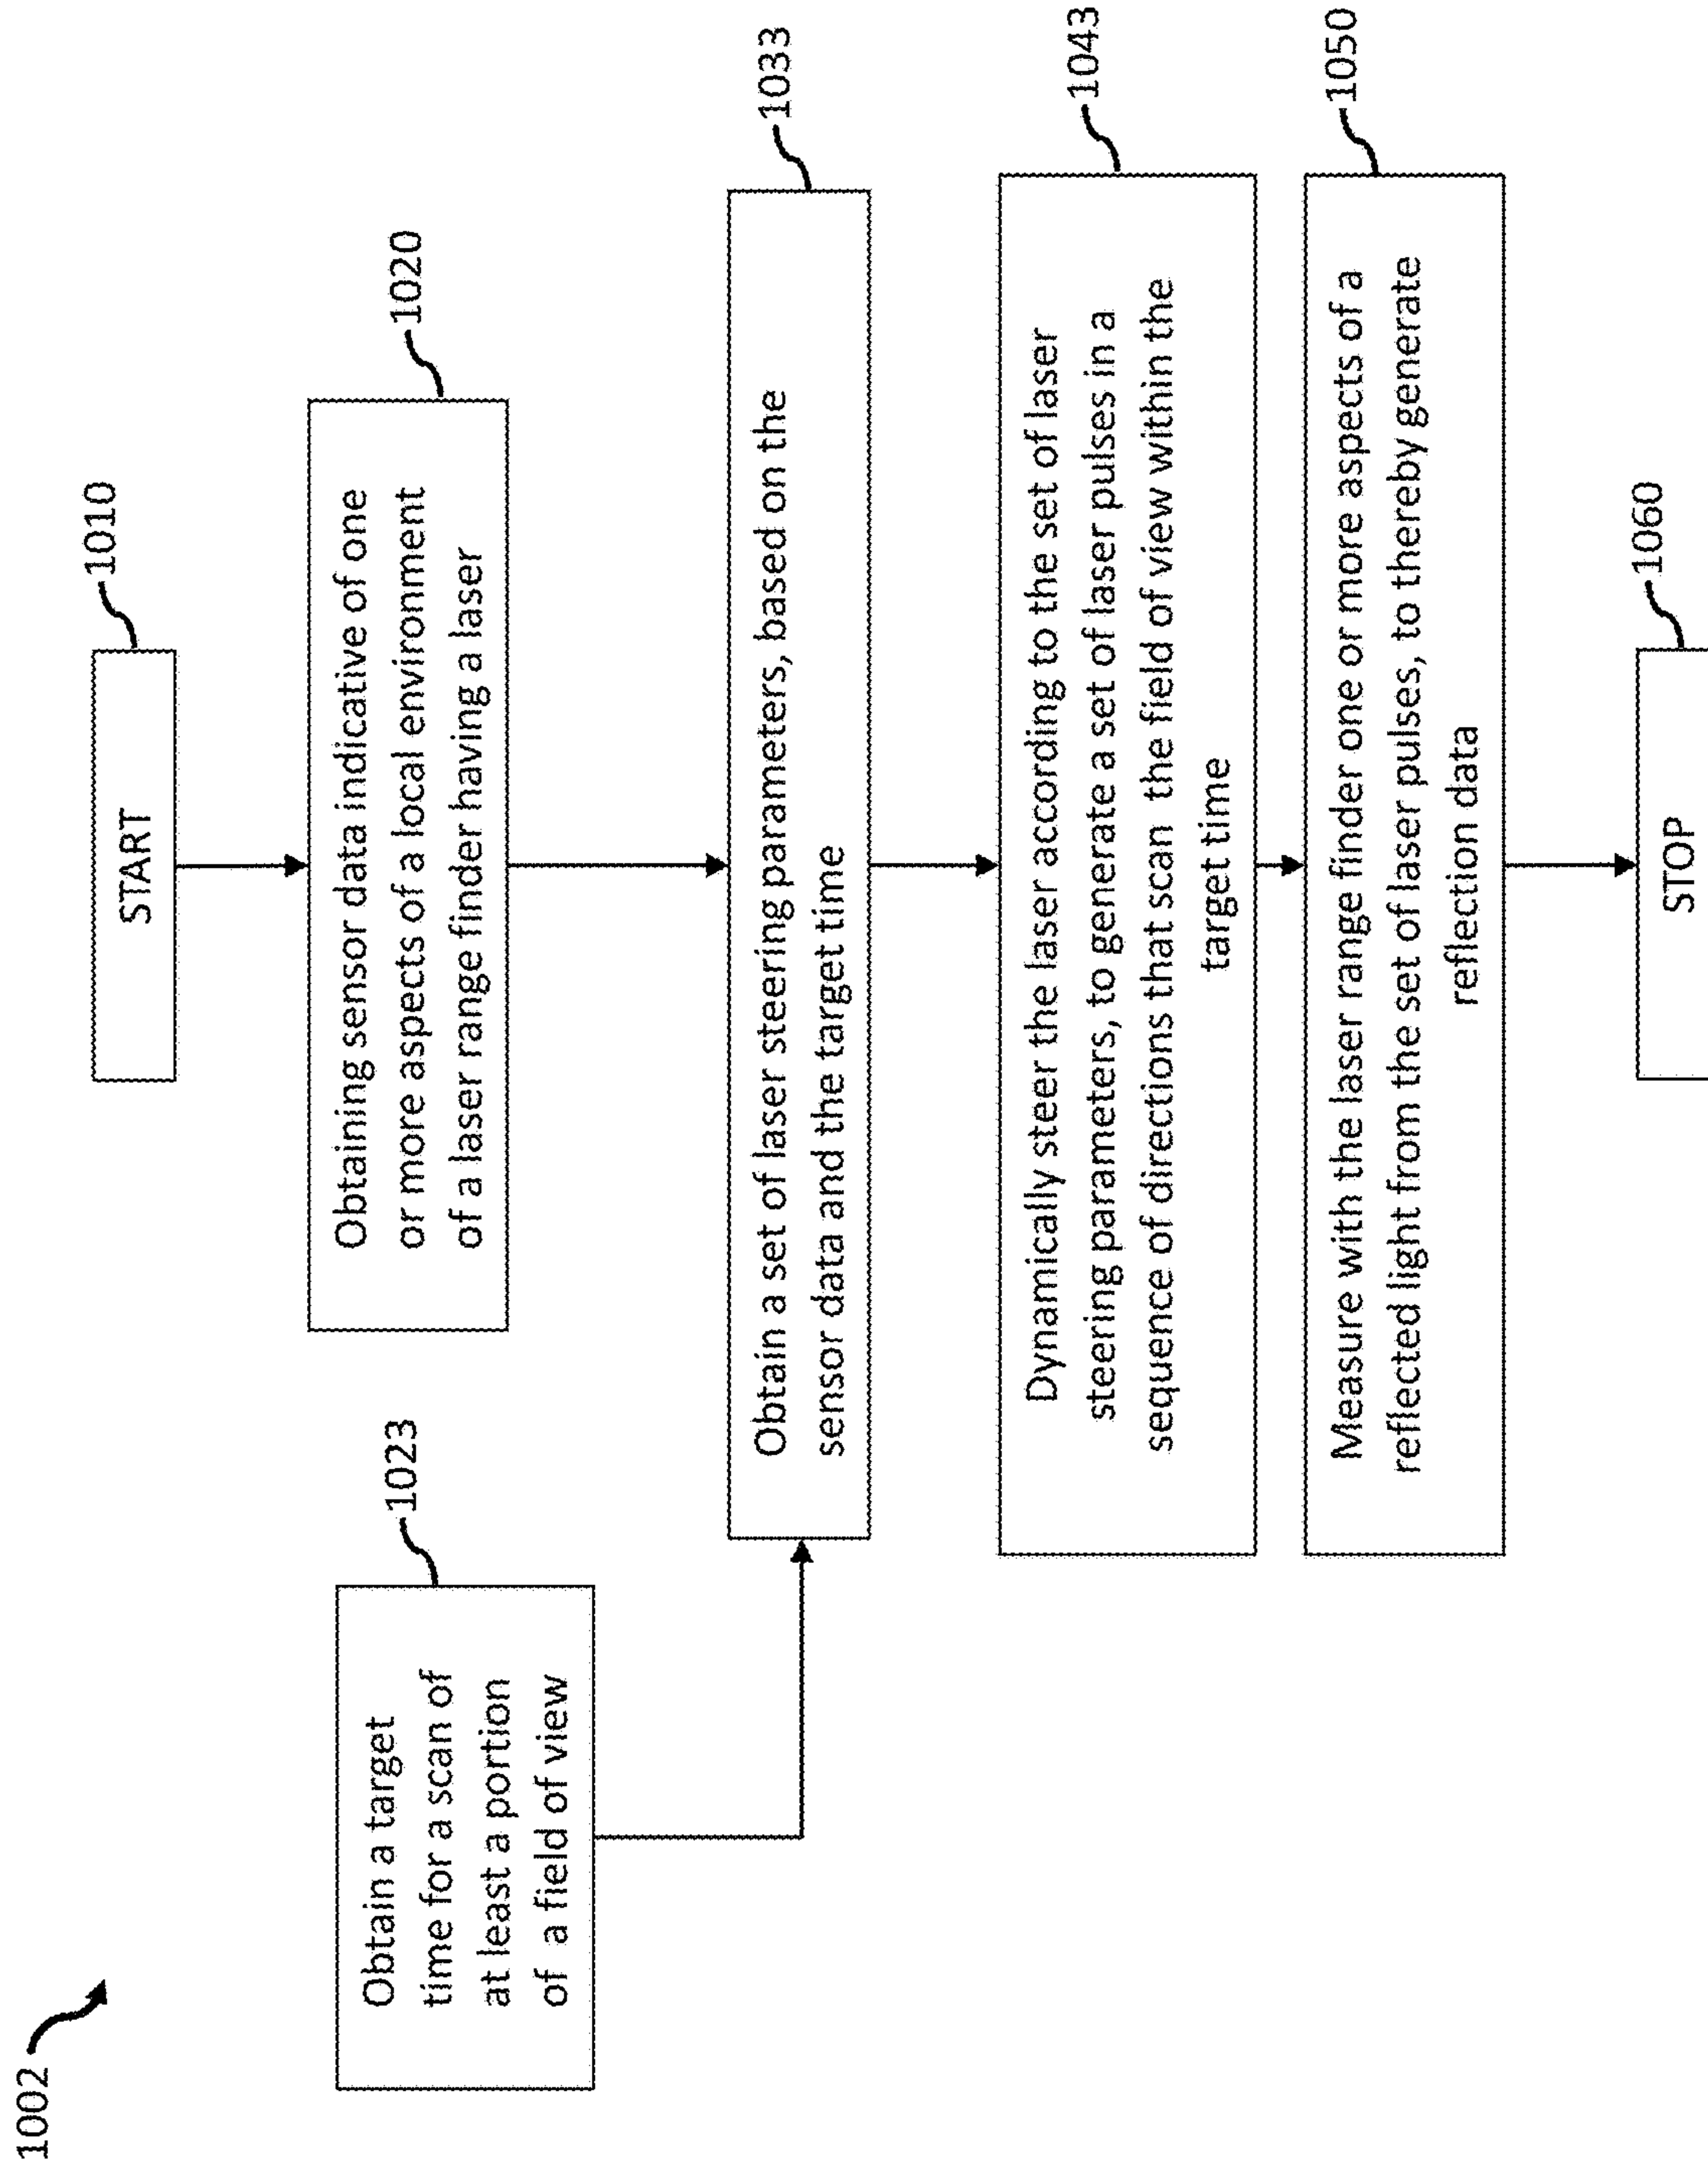 1002
START
1010
Obtaining sensor data indicative of one
or more aspects of a local environment
of a laser range finder having a laser
1020
Obtain a target
time for a scan of
at least a portion
of a field of view
1023
Obtain a set of laser steering parameters, based on the
sensor data and the target time
1033
Dynamically steer the laser according to the set of laser
steering parameters, to generate a set of laser pulses in a
sequence of directions that scan the field of view within the
target time
1043
Measure with the laser range finder one or more aspects of a
reflected light from the set of laser pulses, to thereby generate
reflection data
1050
STOP
1060